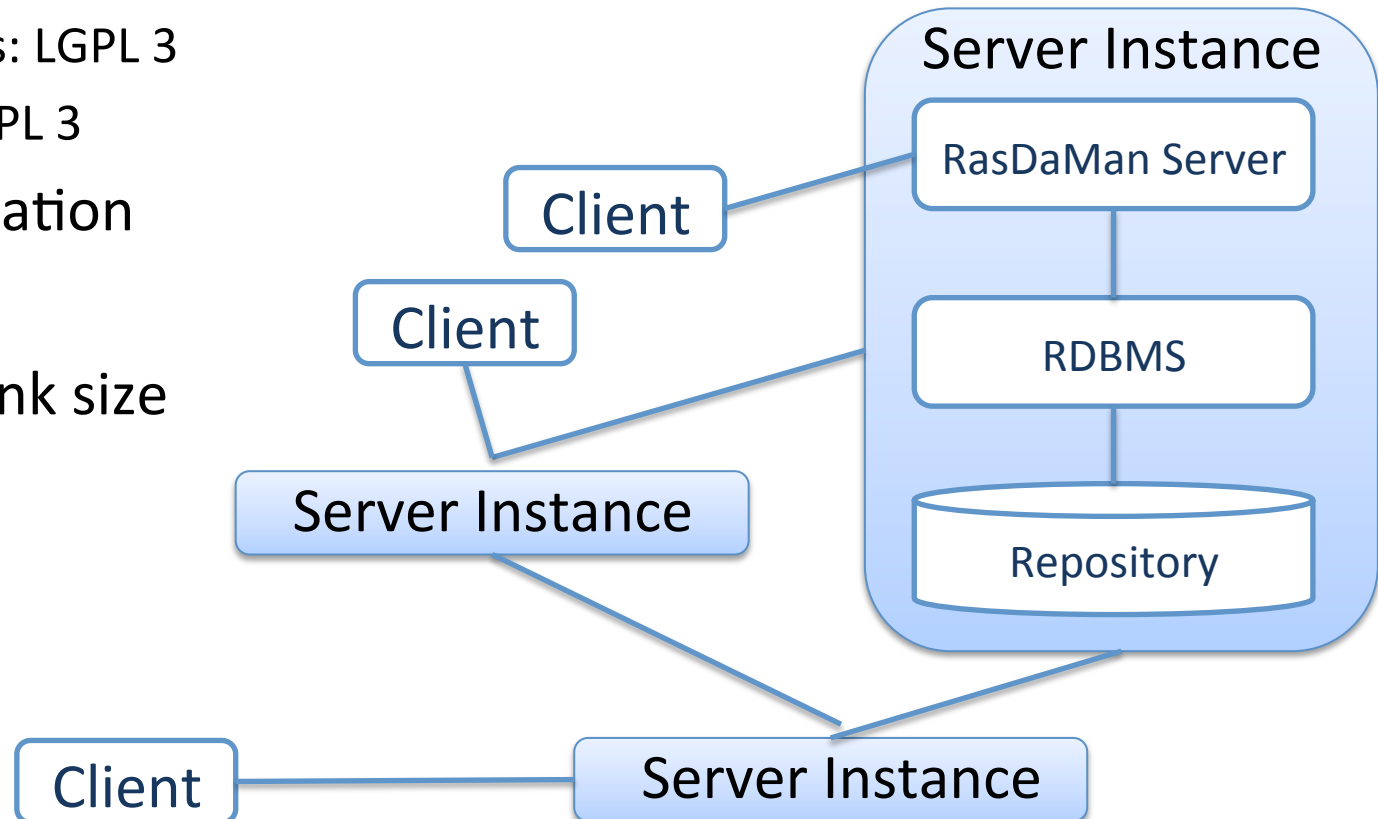 s: LGPL 3
PL 3
ation
nk size
Server Instance
RasDaMan Server
Client
Client
RDBMS
Server Instance
Repository
Client
Server Instance